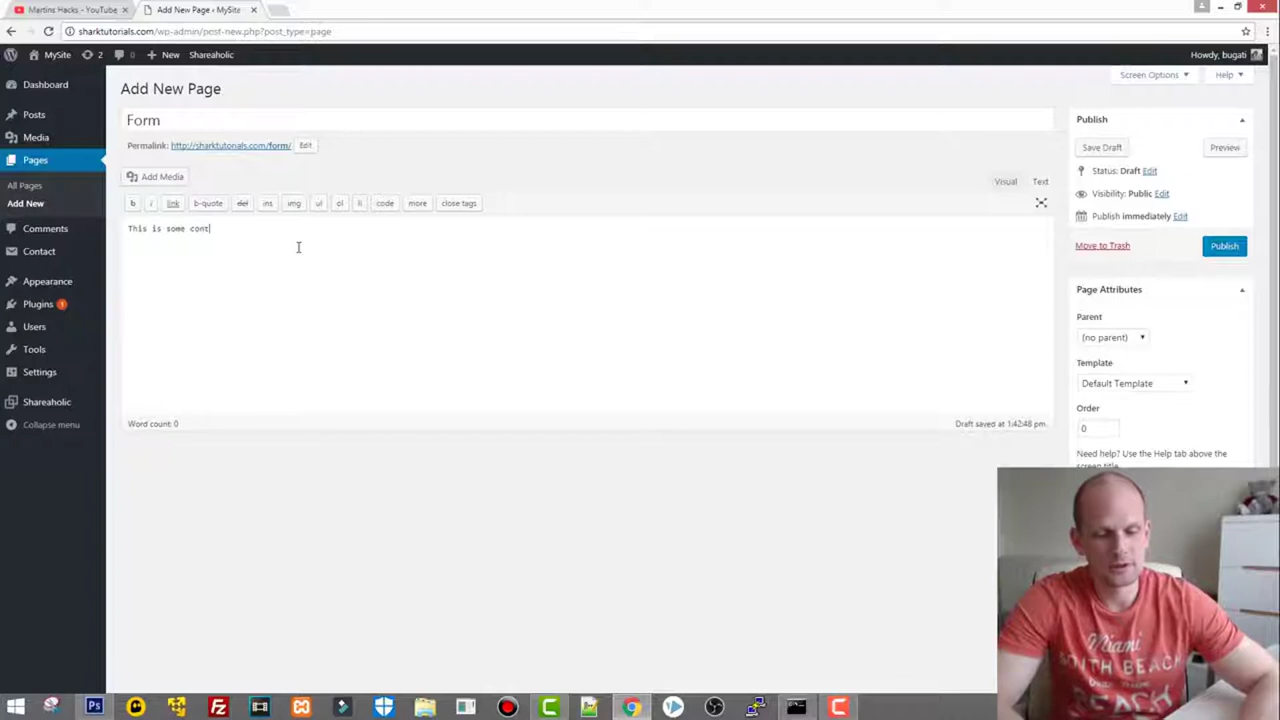 Martins Hacks - YouTube
Add New Page ‹ MySite
sharktutorials.com/wp-admin/post-new.php?post_type=page
MySite 2 0 New Shareaholic
Howdy, bugati
Screen Options
Help
Dashboard
Posts
Media
Pages
All Pages
Add New
Comments
Contact
Appearance
Plugins 1
Users
Tools
Settings
Shareaholic
Collapse menu
Add New Page
Form
Permalink: http://sharktutorials.com/form/ Edit
Add Media
Visual Text
b i link b-quote del ins img ul ol li code more close tags
This is some cont
Word count: 0
Draft saved at 1:42:48 pm.
Publish
Save Draft Preview
Status: Draft Edit
Visibility: Public Edit
Publish immediately Edit
Move to Trash Publish
Page Attributes
Parent
(no parent)
Template
Default Template
Order
0
Need help? Use the Help tab above the
screen title.
Miami
SOUTH BEACH
BEACH
Ps
Fz